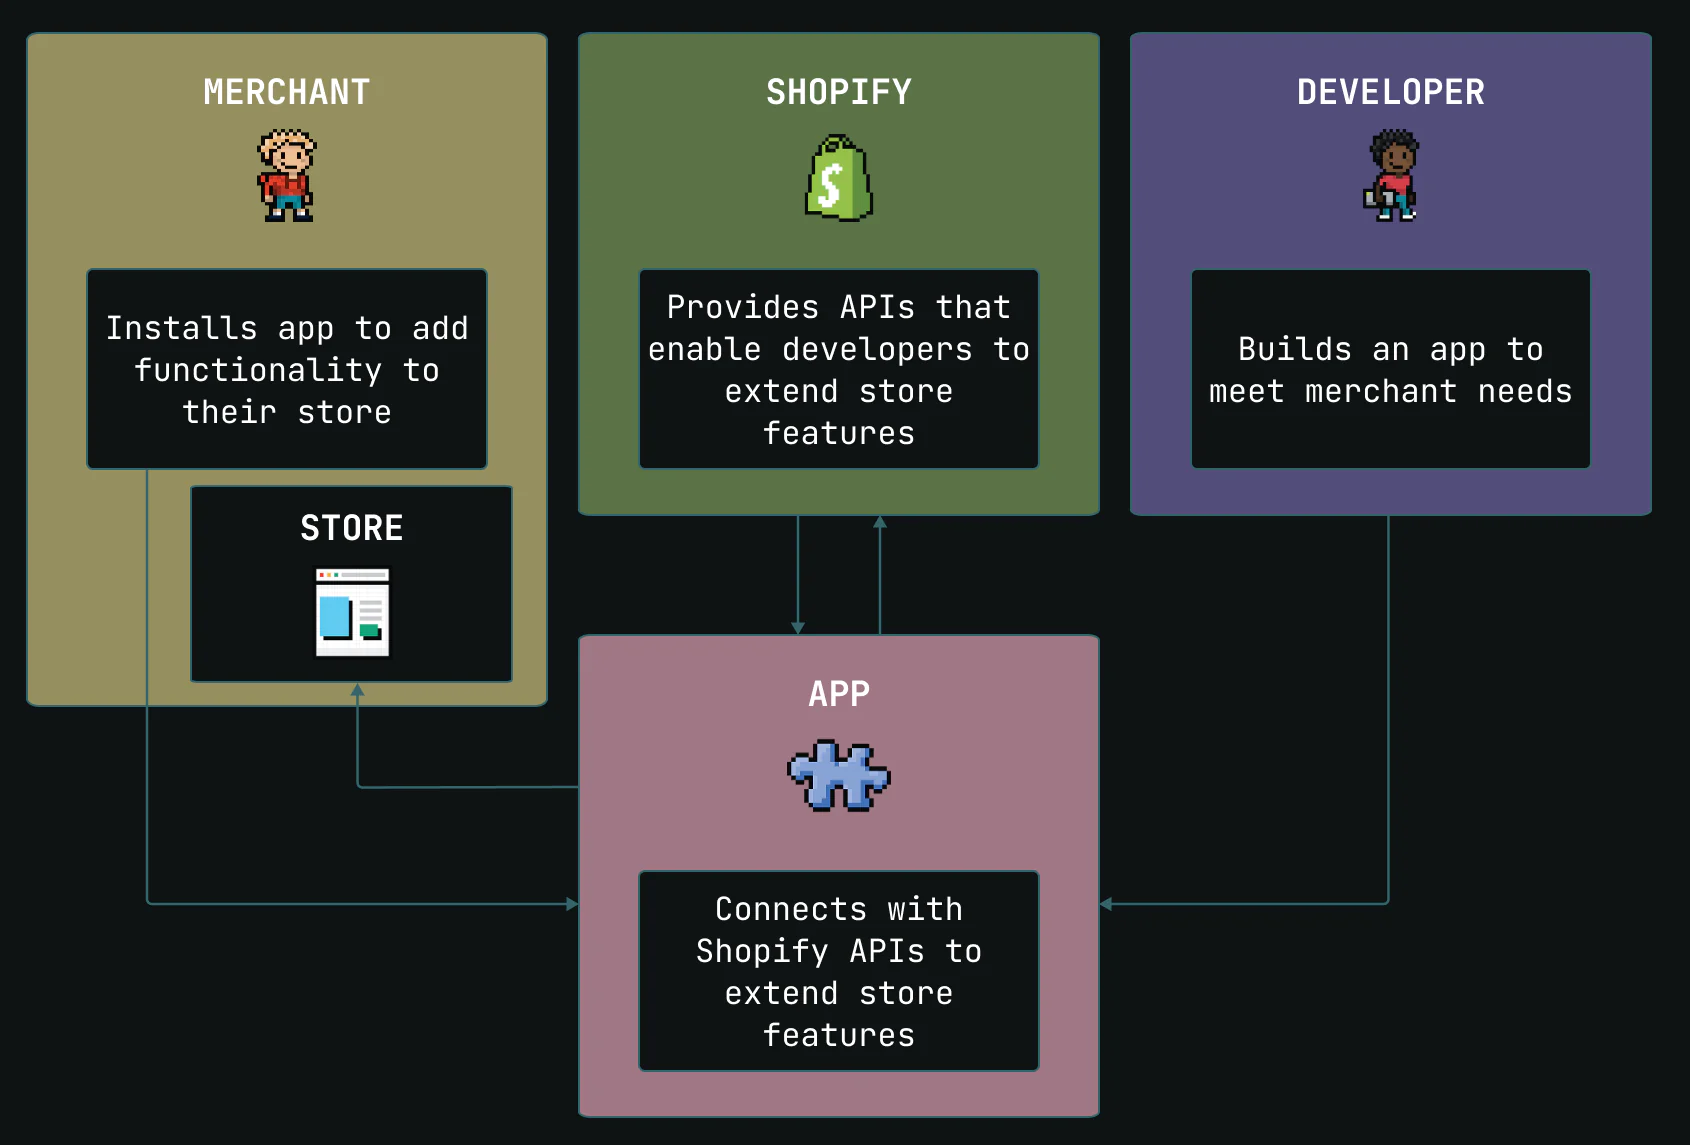 MERCHANT
Installs app to add
functionality to
their store
STORE
SHOPIFY
Provides APIs that
enable developers to
extend store
features
DEVELOPER
Builds an app to
meet merchant needs
APP
Connects with
Shopify APIs to
extend store
features